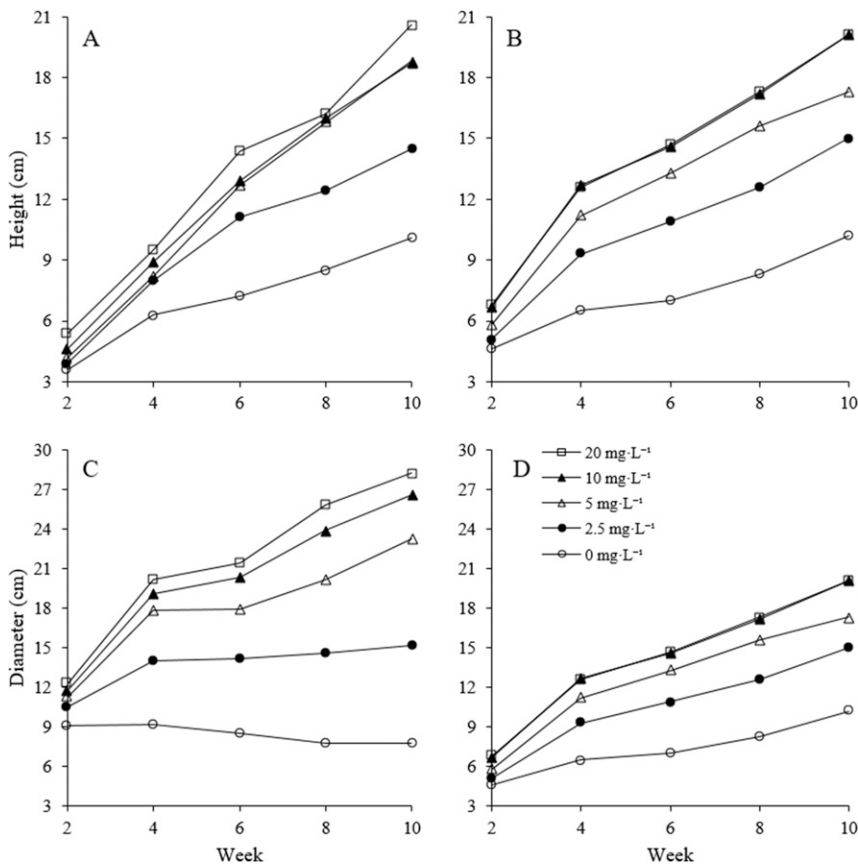 A
B
Height (cm)
21
18
15
12
9
6
3
2 4 6 8 10
21
18
15
12
9
6
3
2 4 6 8 10
C
D
Diameter (cm)
30
27
24
21
18
15
12
9
6
3
2 4 6 8 10
Week
30
27
24
21
18
15
12
9
6
3
20 mg·L⁻¹
10 mg·L⁻¹
5 mg·L⁻¹
2.5 mg·L⁻¹
0 mg·L⁻¹
2 4 6 8 10
Week